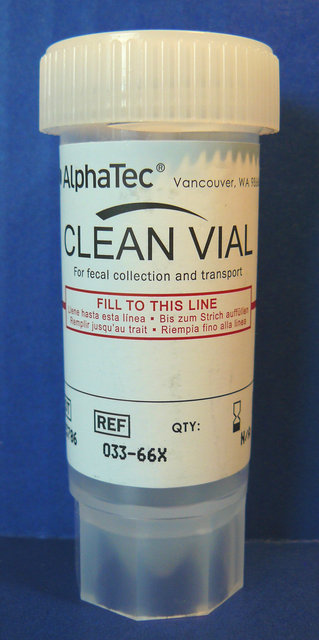 AlphaTec® Vancouver, WA
CLEAN VIAL
For fecal collection and transport
FILL TO THIS LINE
hasta esta línea • Bis zum Strich auffüllen
Remplir jusqu'au trait • Riempia fino alla linea
REF QTY:
033-66X